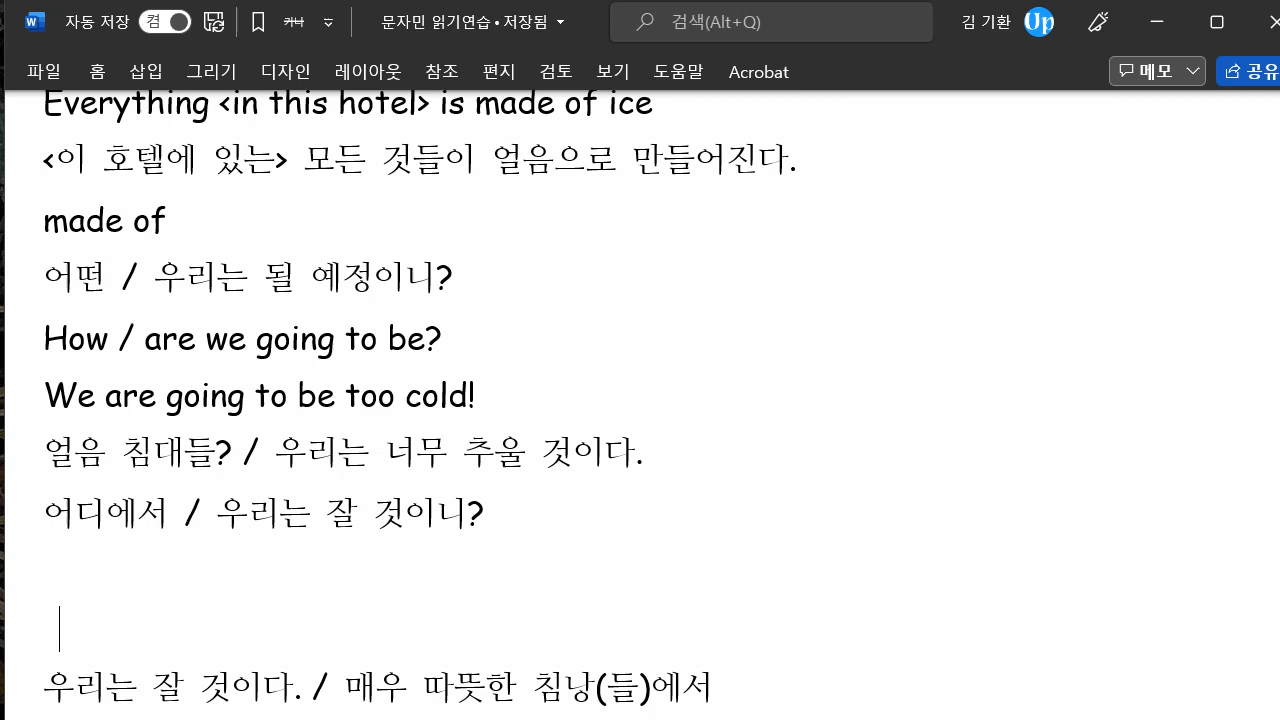 자동 저장 켬 문자민 읽기연습 • 저장됨 검색(Alt+Q) 김 기환 Up
파일 홈 삽입 그리기 디자인 레이아웃 참조 편지 검토 보기 도움말 Acrobat 메모 공유
Everything <in this hotel> is made of ice
<이 호텔에 있는> 모든 것들이 얼음으로 만들어진다.
made of
어떤 / 우리는 될 예정이니?
How / are we going to be?
We are going to be too cold!
얼음 침대들? / 우리는 너무 추울 것이다.
어디에서 / 우리는 잘 것이니?
우리는 잘 것이다. / 매우 따뜻한 침낭(들)에서